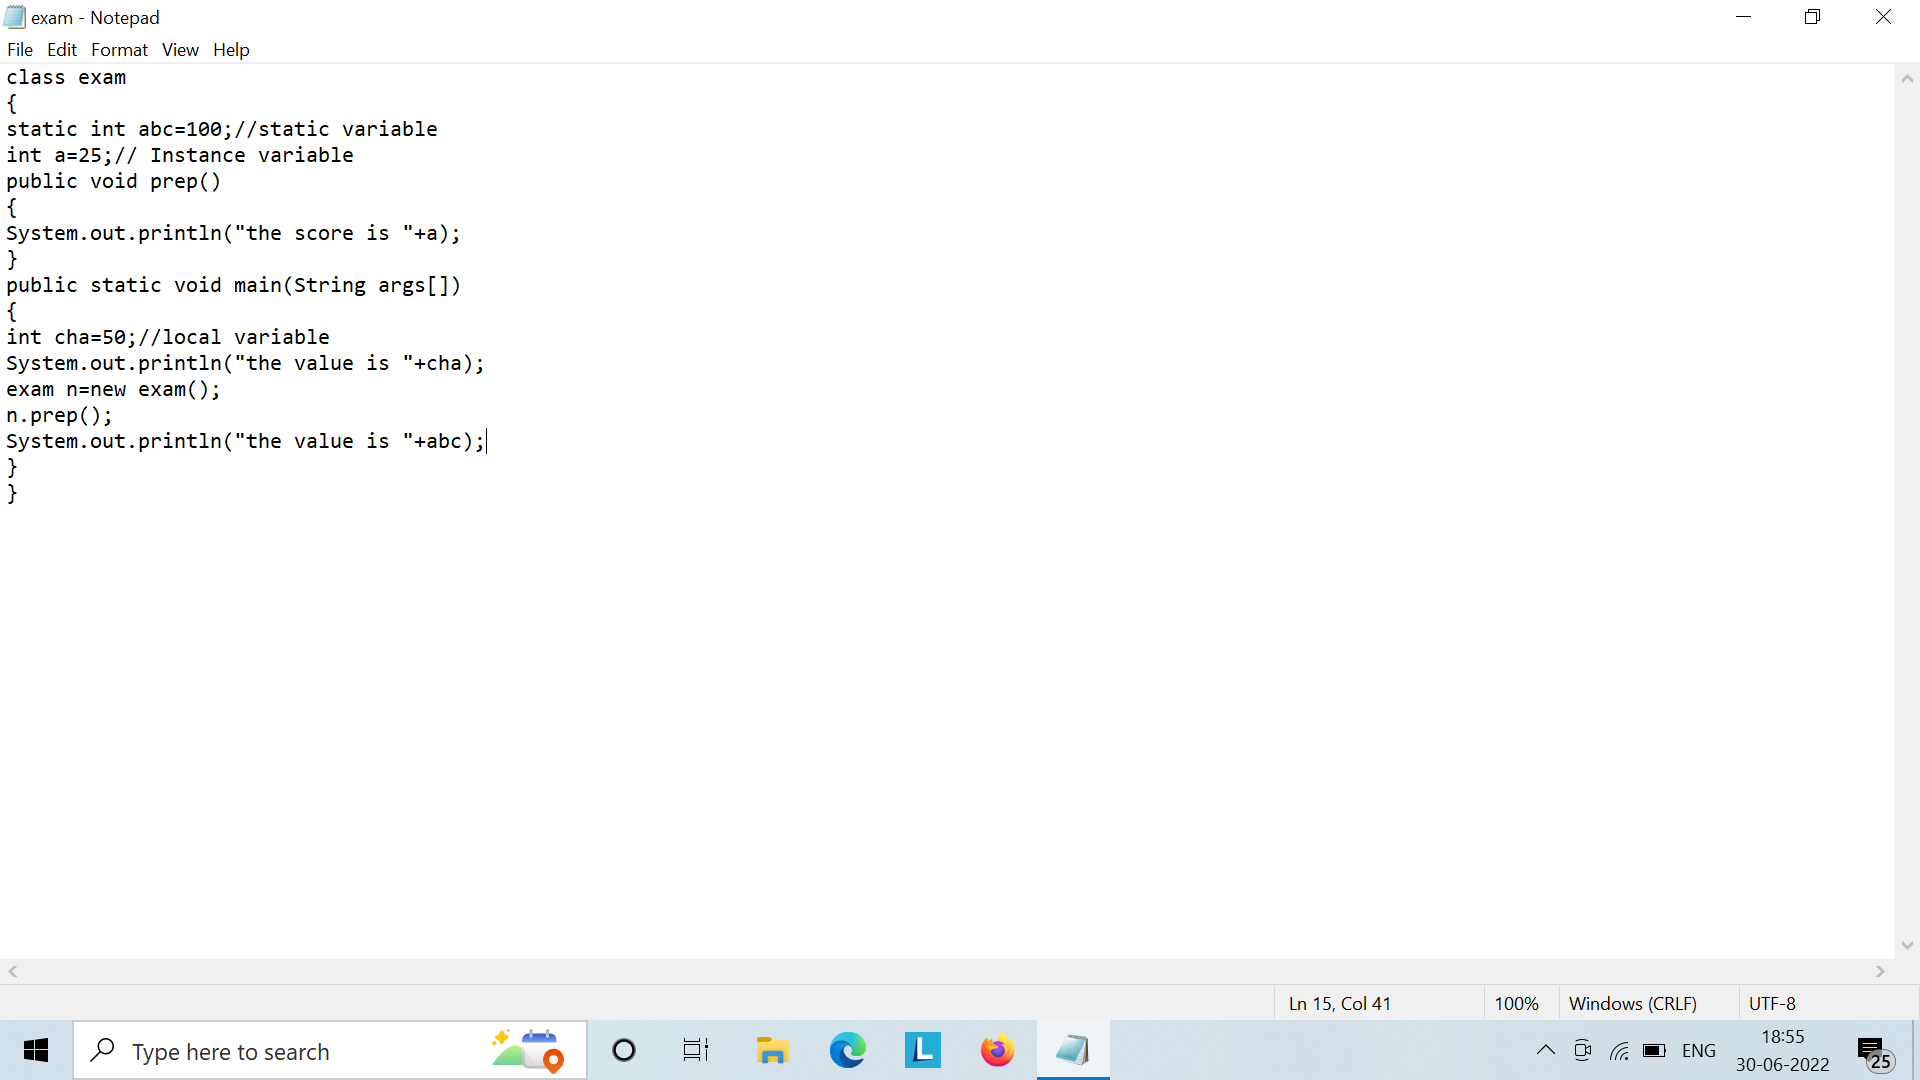 exam - Notepad
File Edit Format View Help
class exam
{
static int abc=100;//static variable
int a=25;// Instance variable
public void prep()
{
System.out.println("the score is "+a);
}
public static void main(String args[])
{
int cha=50;//local variable
System.out.println("the value is "+cha);
exam n=new exam();
n.prep();
System.out.println("the value is "+abc);
}
}
Ln 15, Col 41 100% Windows (CRLF) UTF-8
Type here to search
L
ENG
18:55
30-06-2022
25